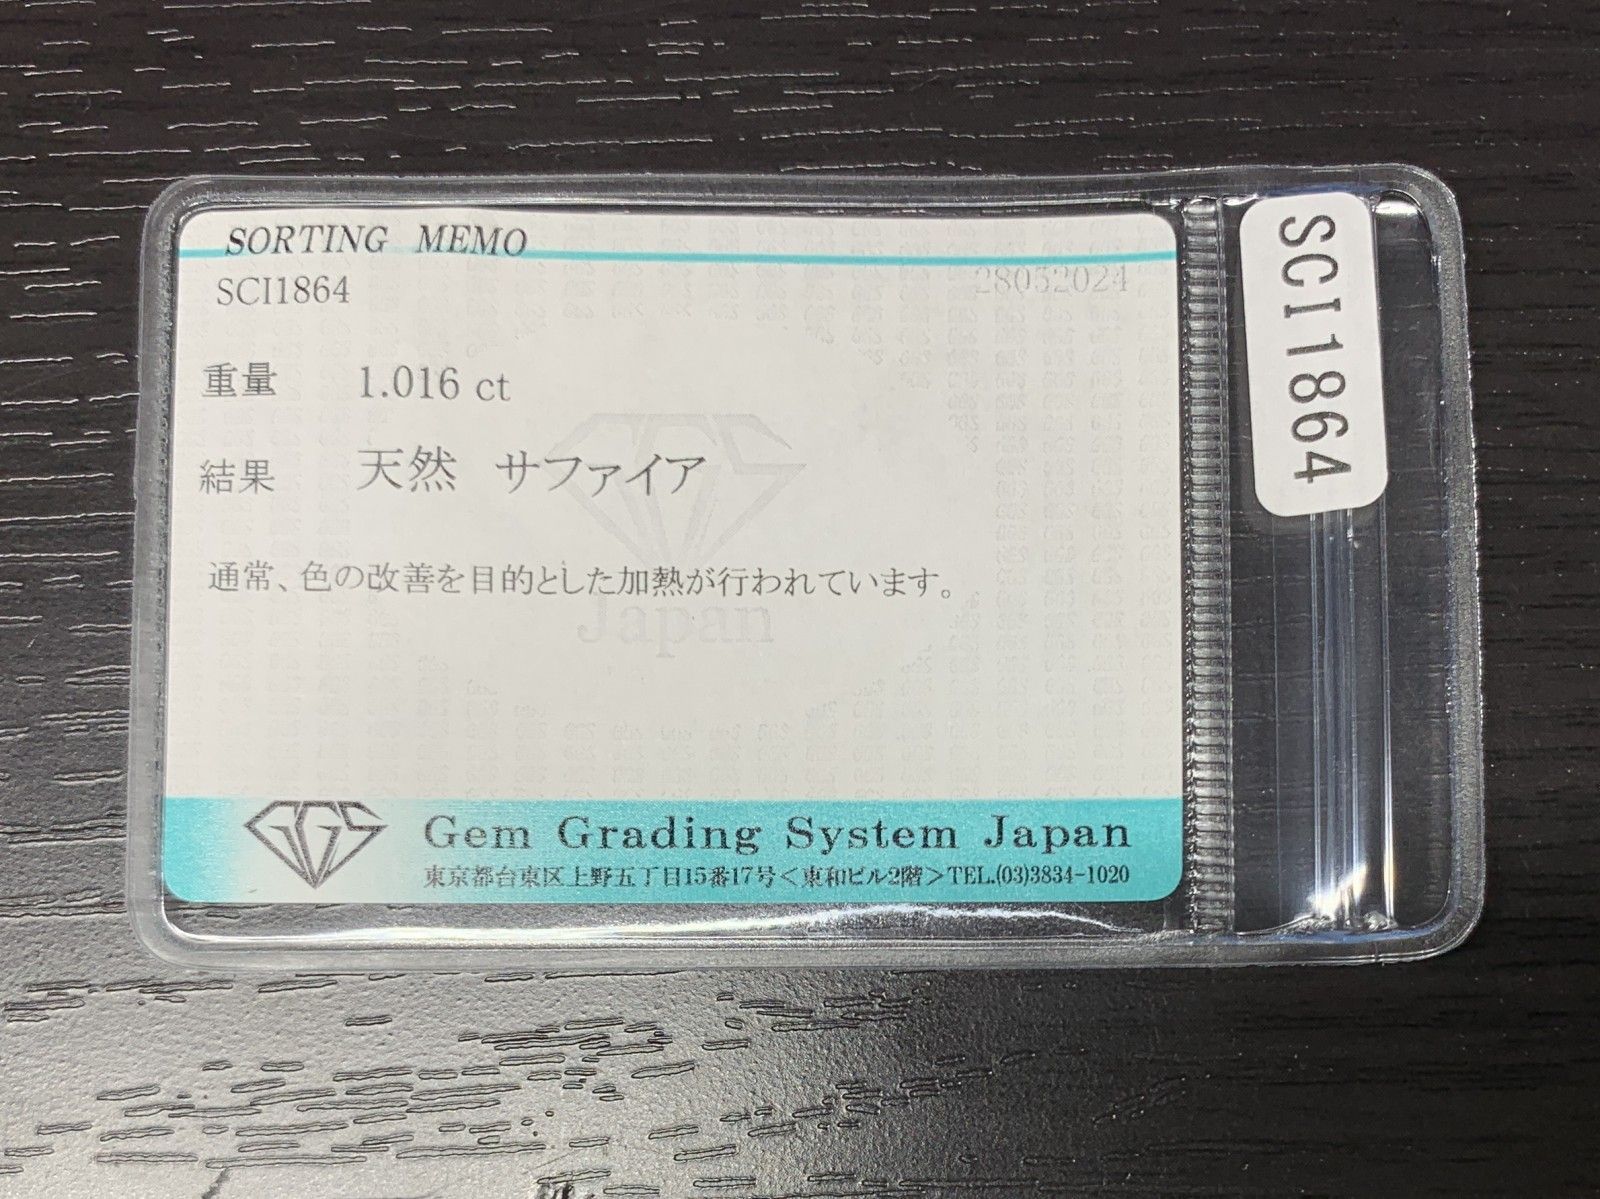 SORTING MEMO
SCI1864 28052024
重量 1.016 ct
結果 天然 サファイア
通常、色の改善を目的とした加熱が行われています。
GGS
Japan
GGS Gem Grading System Japan
東京都台東区上野五丁目15番17号<東和ビル2階>TEL.(03)3834-1020
SCI1864